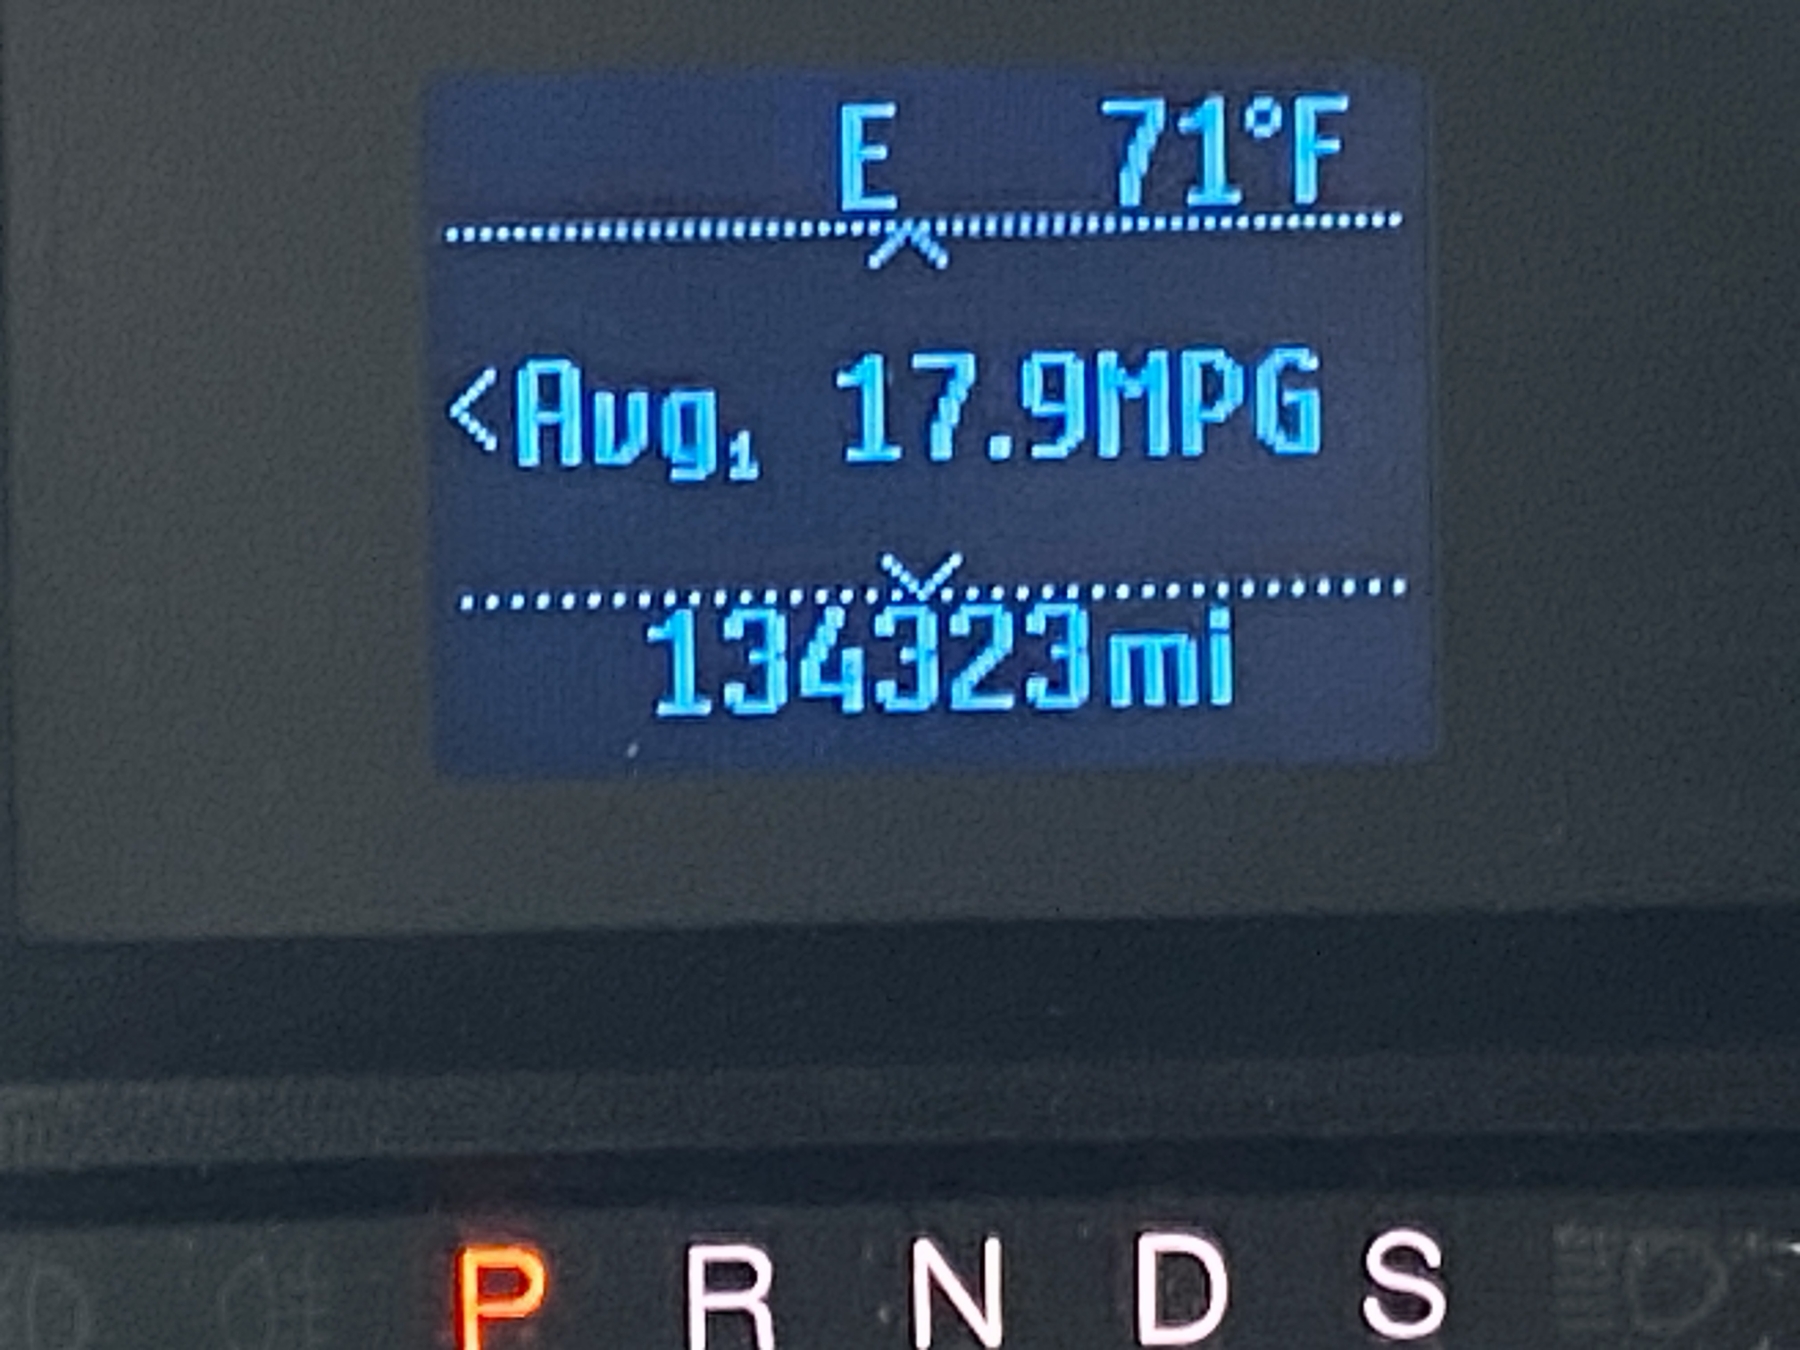 E 71°F
<Avg₁ 17.9MPG
134323mi
P R N D S